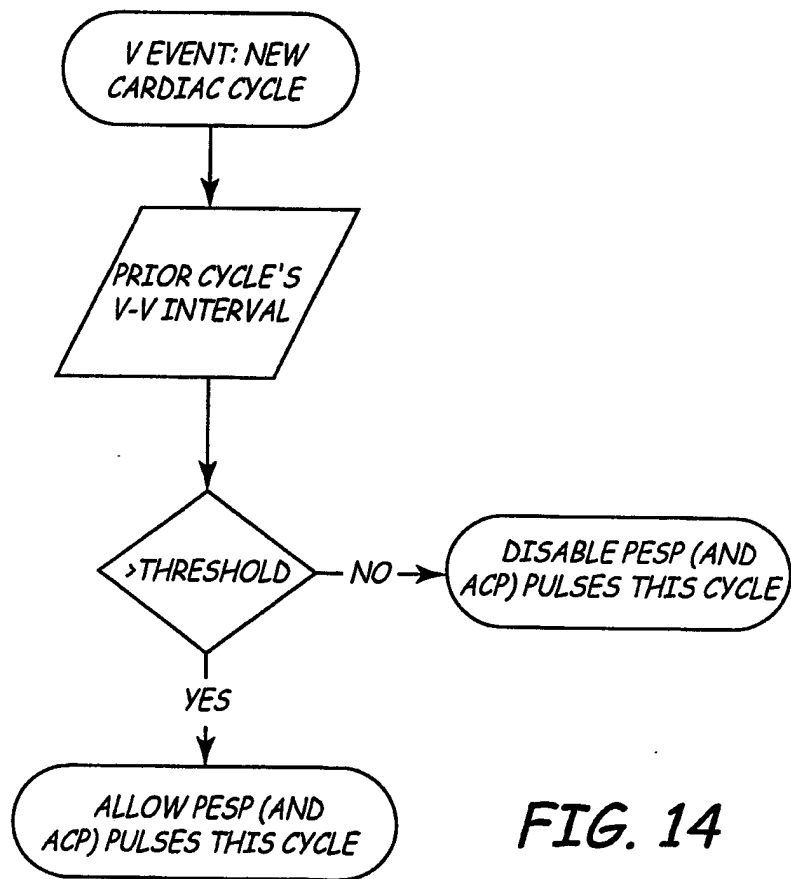 V EVENT: NEW
CARDIAC CYCLE
PRIOR CYCLE'S
V-V INTERVAL
>THRESHOLD
NO
DISABLE PESP (AND
ACP) PULSES THIS CYCLE
YES
ALLOW PESP (AND
ACP) PULSES THIS CYCLE
FIG. 14